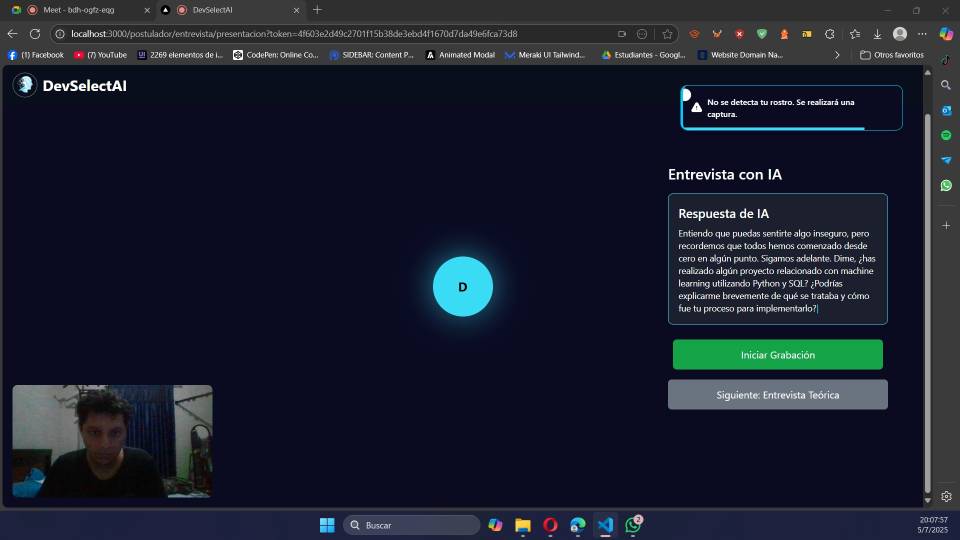 Meet - bdh-ogfz-eqg
DevSelectAI
localhost:3000/postulador/entrevista/presentacion?token=4f603e2d49c2701f15b38de3ebd4f1670d7da49e6fca73d8
(1) Facebook
(7) YouTube
2269 elementos de i...
CodePen: Online Co...
SIDEBAR: Content P...
Animated Modal
Meraki UI Tailwind...
Estudiantes - Googl...
Website Domain Na...
Otros favoritos
DevSelectAI
No se detecta tu rostro. Se realizará una
captura.
Entrevista con IA
Respuesta de IA
Entiendo que puedas sentirte algo inseguro, pero
recordemos que todos hemos comenzado desde
cero en algún punto. Sigamos adelante. Dime, ¿has
realizado algún proyecto relacionado con machine
learning utilizando Python y SQL? ¿Podrías
explicarme brevemente de qué se trataba y cómo
fue tu proceso para implementarlo?
D
Iniciar Grabación
Siguiente: Entrevista Teórica
Buscar
2
20:07:57
5/7/2025